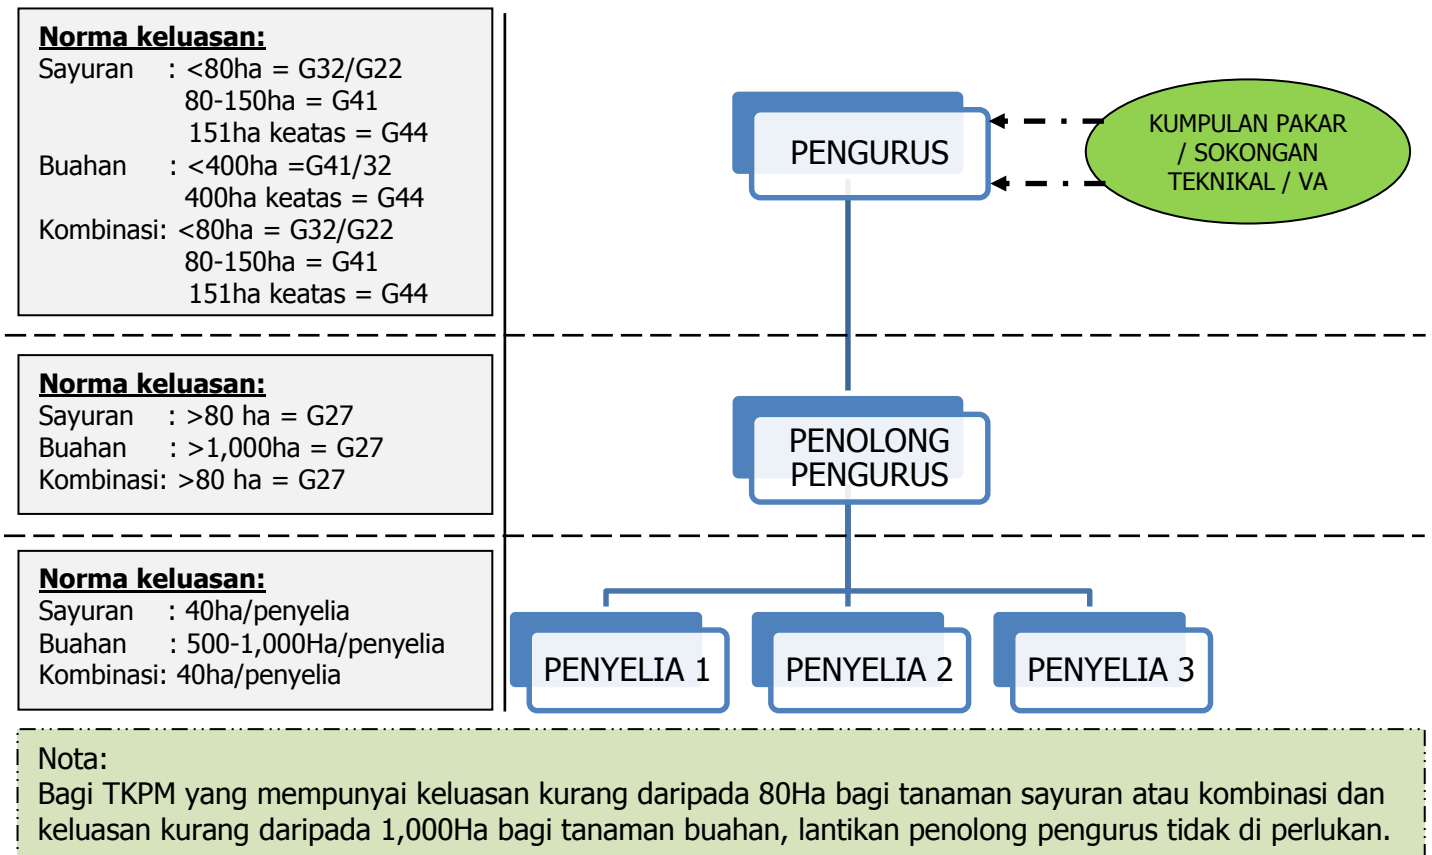 Norma keluasan:
Sayuran : <80ha = G32/G22
80-150ha = G41
151ha keatas = G44
Buahan : <400ha =G41/32
400ha keatas = G44
Kombinasi: <80ha = G32/G22
80-150ha = G41
151ha keatas = G44
PENGURUS
KUMPULAN PAKAR
/ SOKONGAN
TEKNIKAL / VA
Norma keluasan:
Sayuran : >80 ha = G27
Buahan : >1,000ha = G27
Kombinasi: >80 ha = G27
PENOLONG
PENGURUS
Norma keluasan:
Sayuran : 40ha/penyelia
Buahan : 500-1,000Ha/penyelia
Kombinasi: 40ha/penyelia
PENYELIA 1
PENYELIA 2
PENYELIA 3
Nota:
Bagi TKPM yang mempunyai keluasan kurang daripada 80Ha bagi tanaman sayuran atau kombinasi dan
keluasan kurang daripada 1,000Ha bagi tanaman buahan, lantikan penolong pengurus tidak di perlukan.